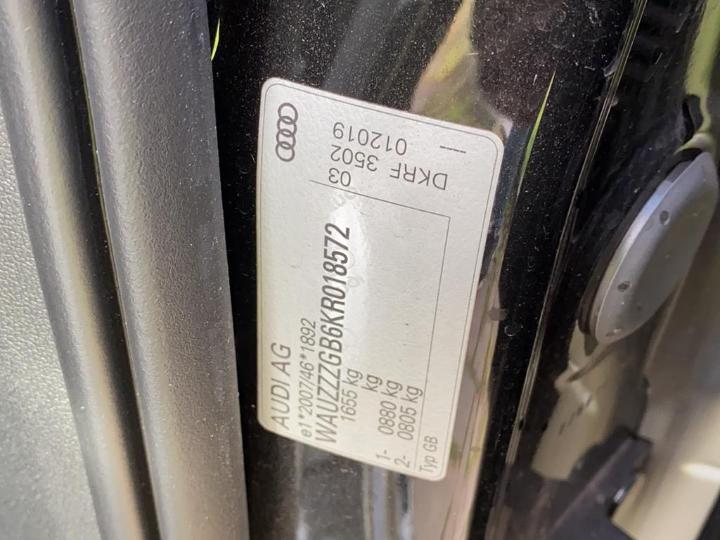 AUDI AG
e1*2007/46*1892
WAUZZZGB6KR018572
1655 kg
kg
1- 0880 kg
2- 0805 kg
Typ GB
03
DKRF 3502
012019